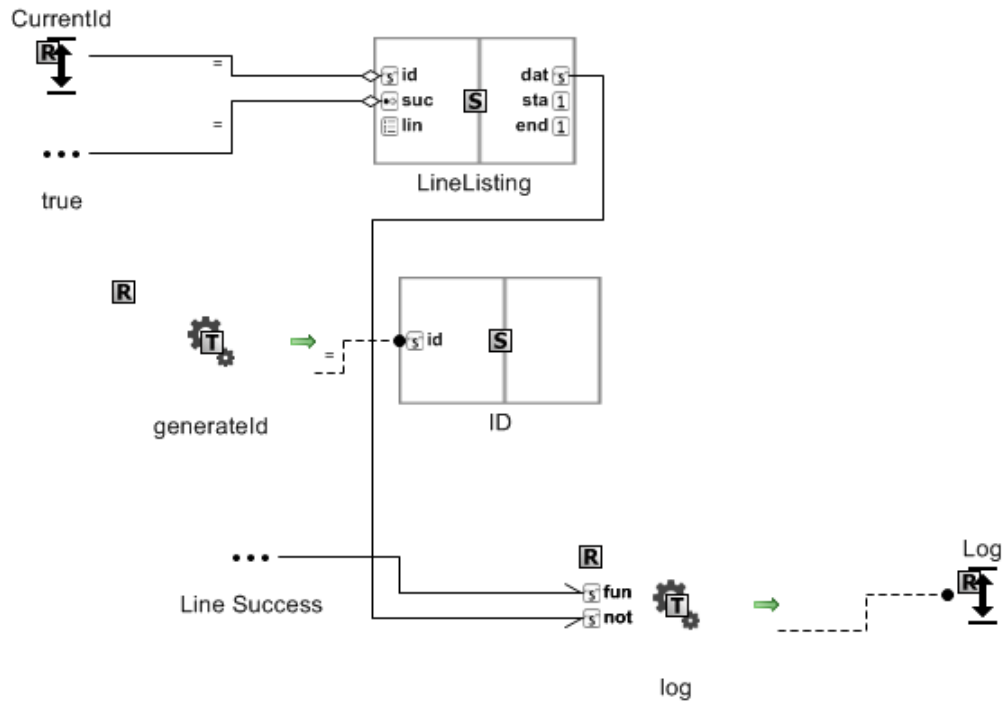 CurrentId
R
=
id
dat
s
s
suc
S
sta
1
=
lin
end
1
true
LineListing
R
T
=
s
id
S
generateId
ID
R
Line Success
s
fun
T
s
not
log
Log
R